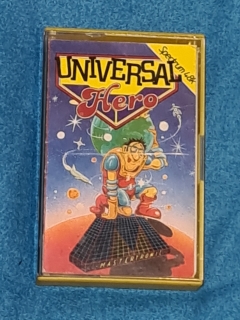 Spectrum 48k
UNIVERSAL
Hero
MASTERTRONIC